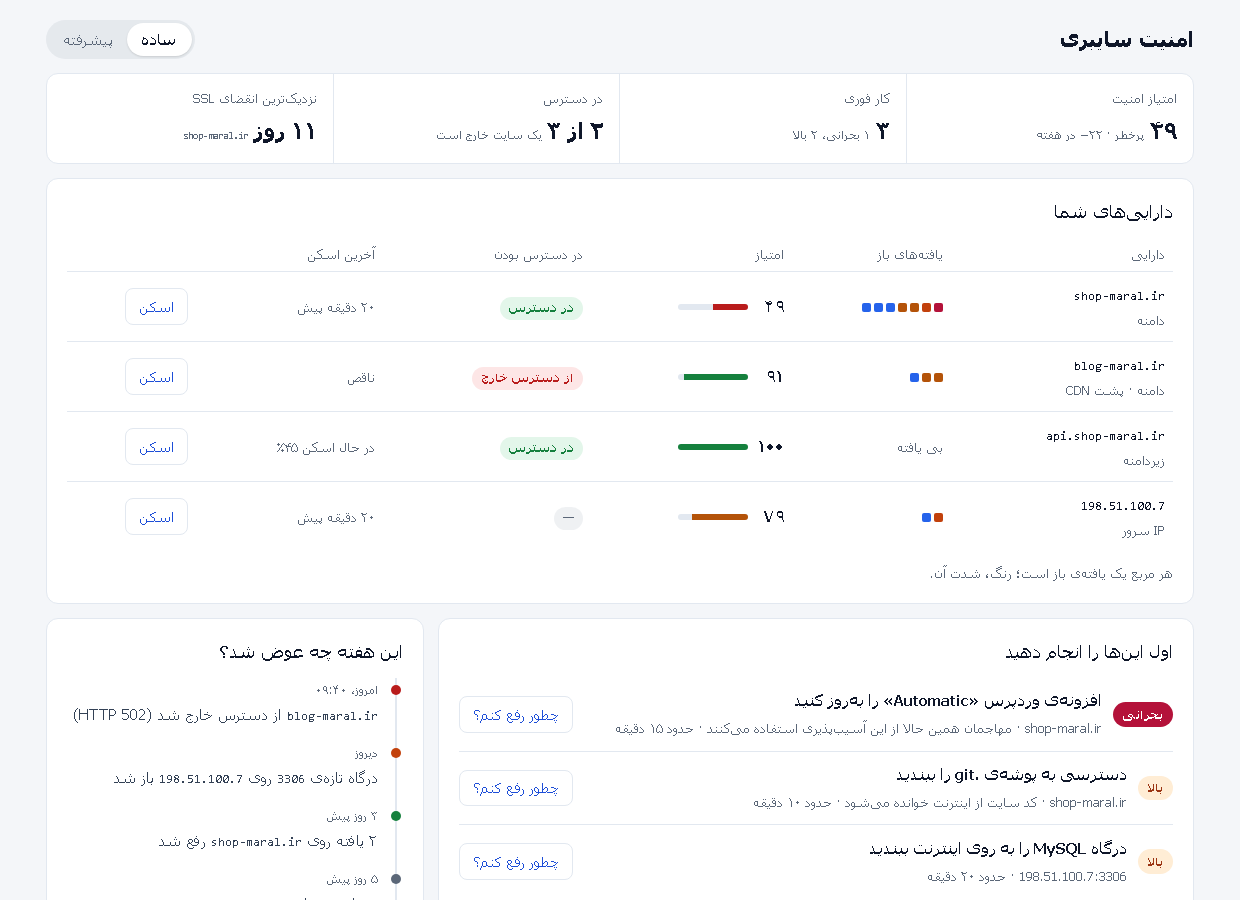 امنیت سایبری
ساده
پیشرفته
امتیاز امنیت
۴۹ پرخطر · ۲۲− در هفته
کار فوری
۳ ۱ بحرانی، ۲ بالا
در دسترس
۲ از ۳ یک سایت خارج است
نزدیک‌ترین انقضای SSL
۱۱ روز shop-maral.ir
دارایی‌های شما
دارایی یافته‌های باز امتیاز در دسترس بودن آخرین اسکن
shop-maral.ir
دامنه
۴۹ در دسترس ۲۰ دقیقه پیش اسکن
blog-maral.ir
دامنه · پشت CDN
۹۱ از دسترس خارج ناقص اسکن
api.shop-maral.ir
زیردامنه
بی یافته ۱۰۰ در دسترس در حال اسکن ۴۵٪ اسکن
198.51.100.7
IP سرور
۷۹ — ۲۰ دقیقه پیش اسکن
هر مربع یک یافته‌ی باز است؛ رنگ، شدت آن.
اول این‌ها را انجام دهید
بحرانی
افزونه‌ی وردپرس «Automatic» را به‌روز کنید
shop-maral.ir · مهاجمان همین حالا از این آسیب‌پذیری استفاده می‌کنند · حدود ۱۵ دقیقه
چطور رفع کنم؟
بالا
دسترسی به پوشه‌ی .git را ببندید
shop-maral.ir · کد سایت از اینترنت خوانده می‌شود · حدود ۱۰ دقیقه
چطور رفع کنم؟
بالا
درگاه MySQL را به روی اینترنت ببندید
198.51.100.7:3306 · حدود ۲۰ دقیقه
چطور رفع کنم؟
این هفته چه عوض شد؟
امروز، ۰۹:۴۰
blog-maral.ir از دسترس خارج شد (HTTP 502)
دیروز
درگاه تازه‌ی 3306 روی 198.51.100.7 باز شد
۳ روز پیش
۲ یافته روی shop-maral.ir رفع شد
۵ روز پیش